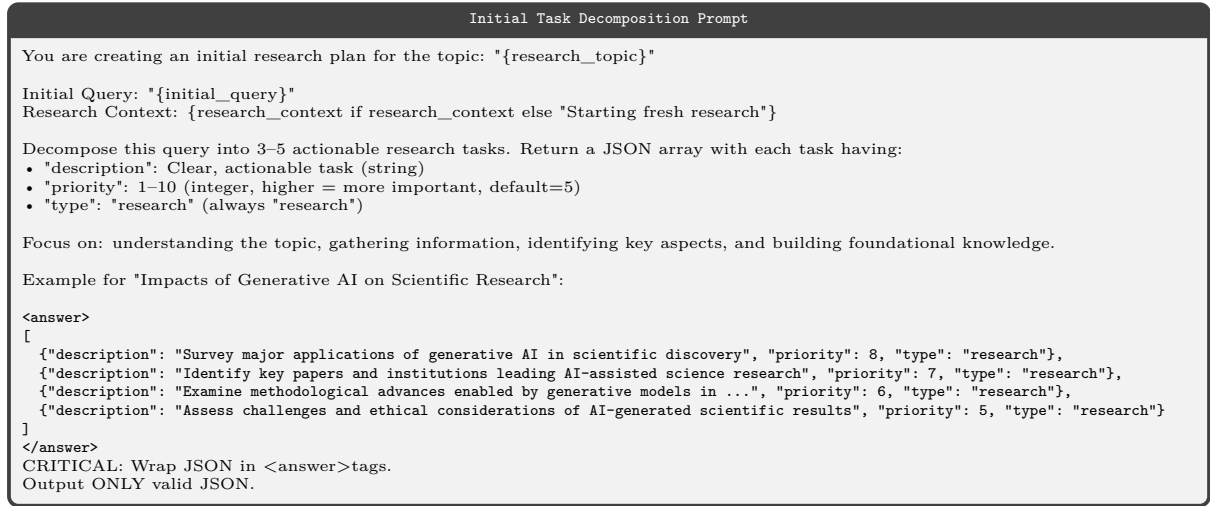 Initial Task Decomposition Prompt
You are creating an initial research plan for the topic: "{research_topic}"
Initial Query: "{initial_query}"
Research Context: {research_context if research_context else "Starting fresh research"}
Decompose this query into 3–5 actionable research tasks. Return a JSON array with each task having:
• "description": Clear, actionable task (string)
• "priority": 1–10 (integer, higher = more important, default=5)
• "type": "research" (always "research")
Focus on: understanding the topic, gathering information, identifying key aspects, and building foundational knowledge.
Example for "Impacts of Generative AI on Scientific Research":
<answer>
[
  {"description": "Survey major applications of generative AI in scientific discovery", "priority": 8, "type": "research"},
  {"description": "Identify key papers and institutions leading AI-assisted science research", "priority": 7, "type": "research"},
  {"description": "Examine methodological advances enabled by generative models in ...", "priority": 6, "type": "research"},
  {"description": "Assess challenges and ethical considerations of AI-generated scientific results", "priority": 5, "type": "research"}
]
</answer>
CRITICAL: Wrap JSON in <answer>tags.
Output ONLY valid JSON.